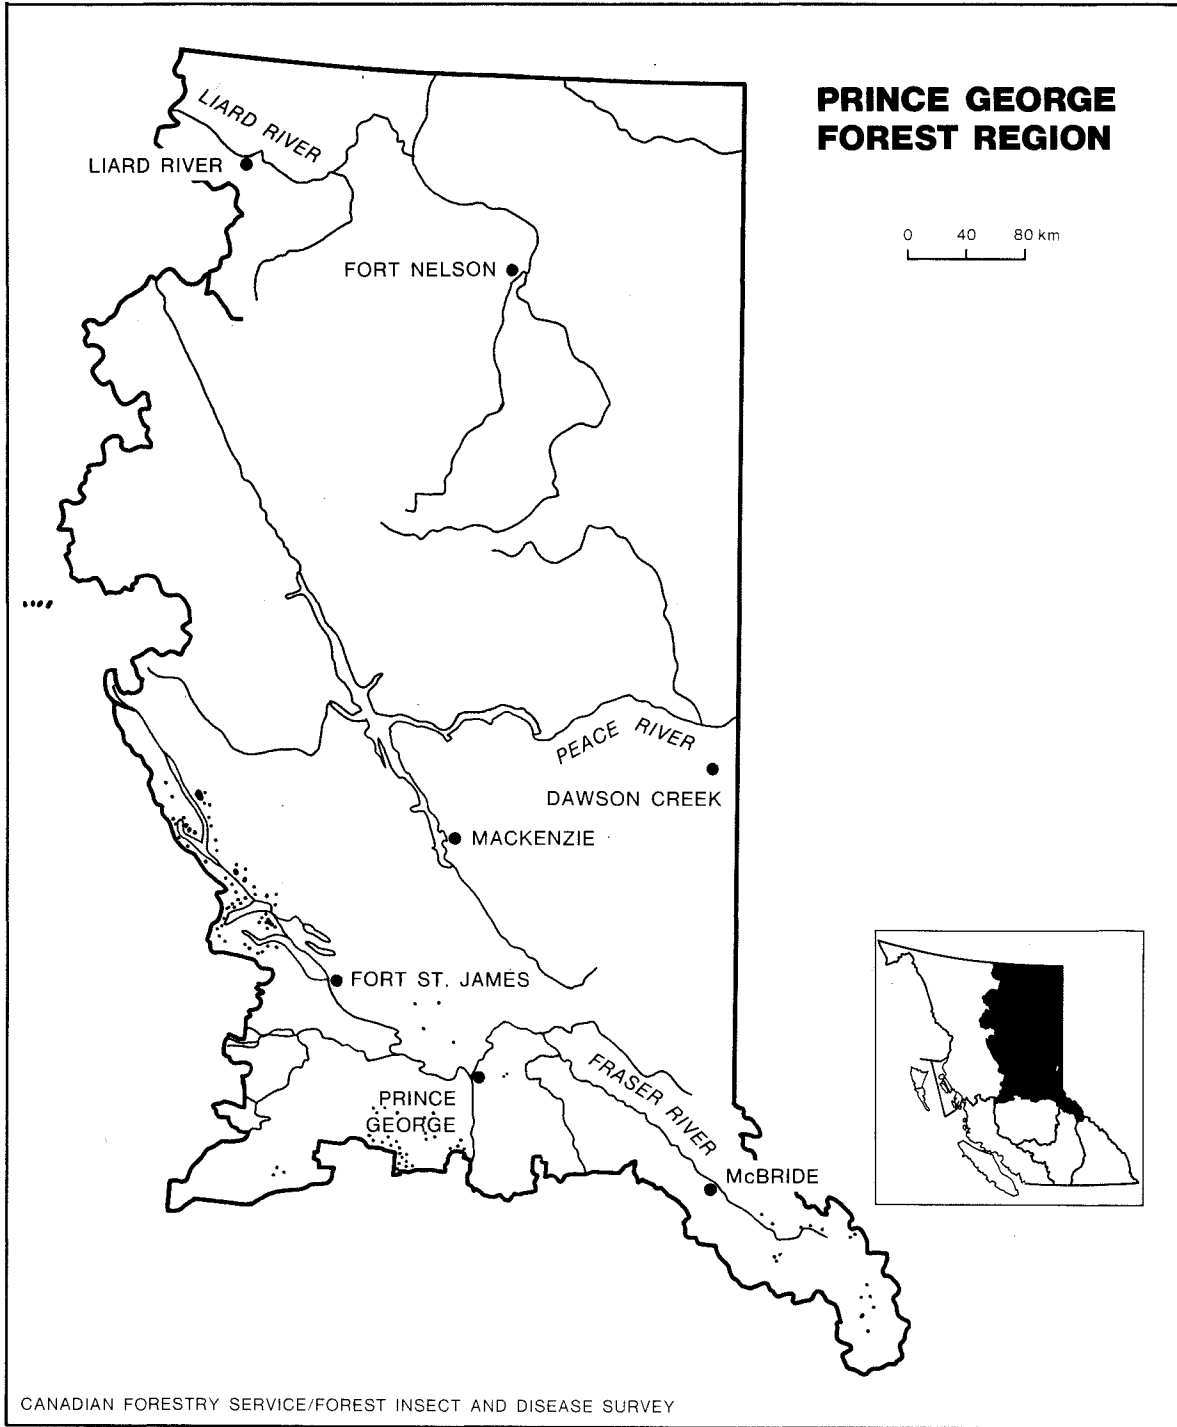 PRINCE GEORGE
FOREST REGION
0 40 80 km
LIARD RIVER
LIARD RIVER
FORT NELSON
PEACE RIVER
DAWSON CREEK
MACKENZIE
FORT ST. JAMES
FRASER RIVER
PRINCE
GEORGE
McBRIDE
CANADIAN FORESTRY SERVICE/FOREST INSECT AND DISEASE SURVEY